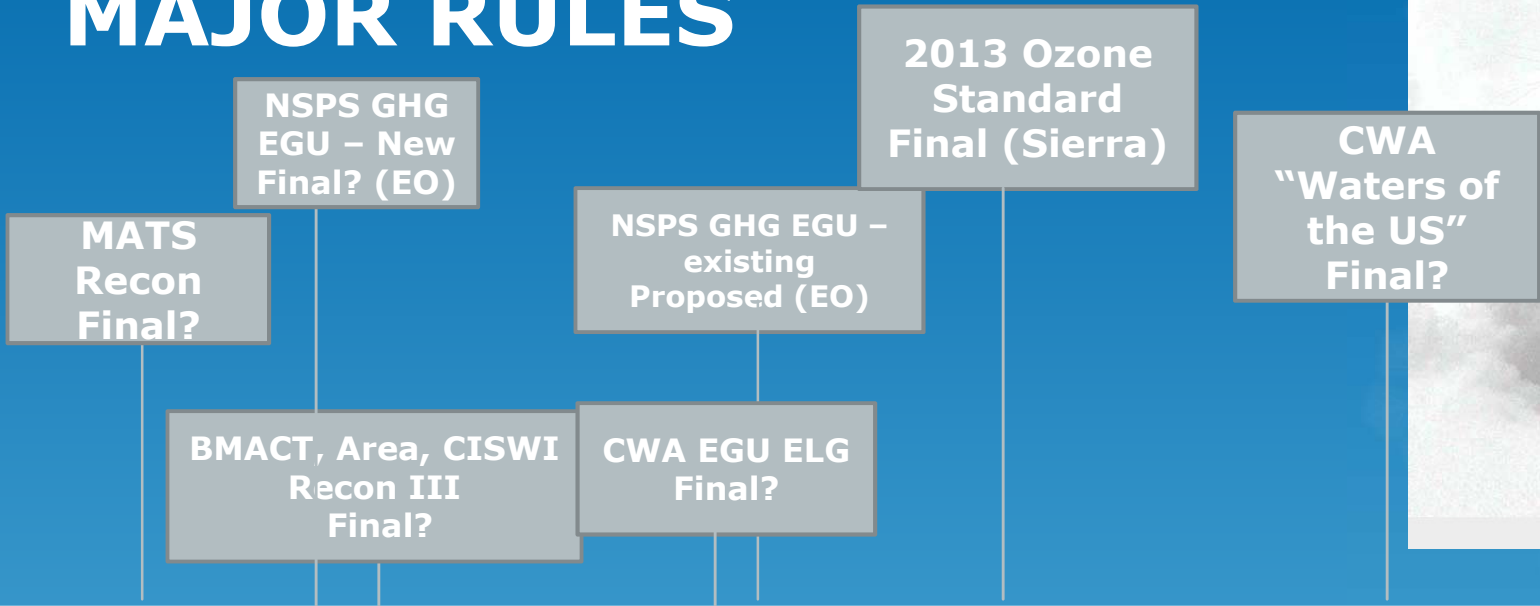 MAJOR RULES
2013 Ozone
Standard
Final (Sierra)
NSPS GHG
EGU – New
Final? (EO)
CWA
“Waters of
the US”
Final?
MATS
Recon
Final?
NSPS GHG EGU –
existing
Proposed (EO)
BMACT, Area, CISWI
Recon III
Final?
CWA EGU ELG
Final?